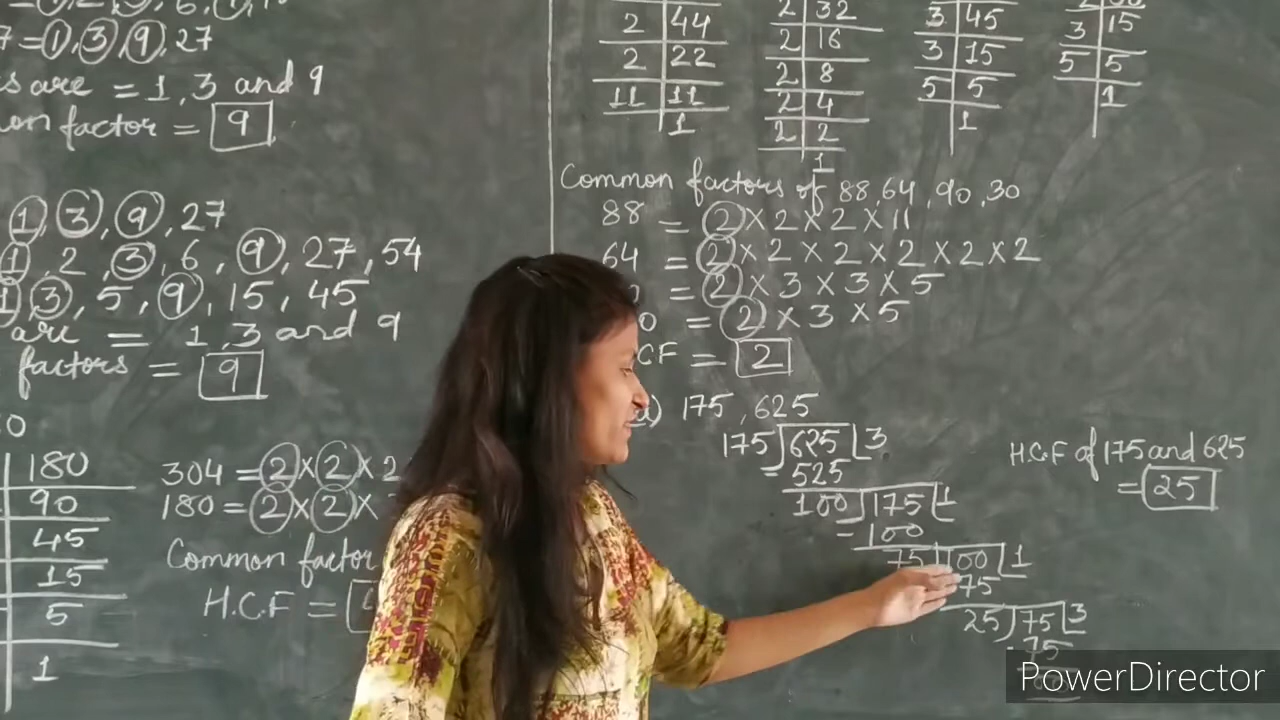 7 = 1, 3, 9, 27
s are = 1, 3 and 9
on factor = 9
1, 3, 9, 27
1, 2, 3, 6, 9, 27, 54
1, 3, 5, 9, 15, 45
are = 1, 3 and 9
factors = 9
0
180
90
45
15
5
1
304 = 2 × 2 × 2
180 = 2 × 2 ×
Common factor
H.C.F =
2 | 44
2 | 22
11 | 11
1
2 | 32
2 | 16
2 | 8
2 | 4
2 | 2
1
3 | 45
3 | 15
5 | 5
1
3 | 15
5 | 5
1
Common factors of 88, 64, 90, 30
88 = 2 × 2 × 2 × 11
64 = 2 × 2 × 2 × 2 × 2 × 2
= 2 × 3 × 3 × 5
0 = 2 × 3 × 5
CF = 2
a) 175, 625
175 ) 625 | 3
- 525
100 ) 175 | 1
- 100
75 100 | 1
75
25 ) 75 | 3
- 75
H.C.F of 175 and 625
= 25
PowerDirector